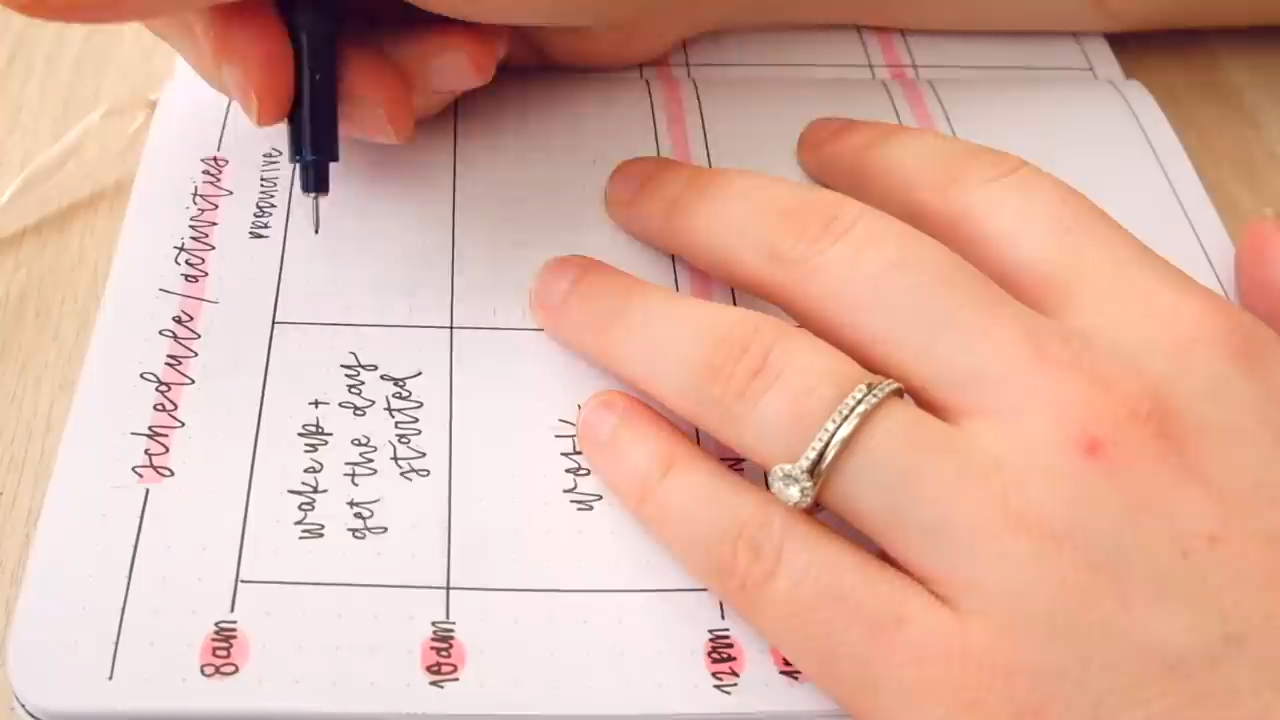 schedule/activities
PRODUCTIVE
8am
wake up +
get the day
started
10am
work
12pm